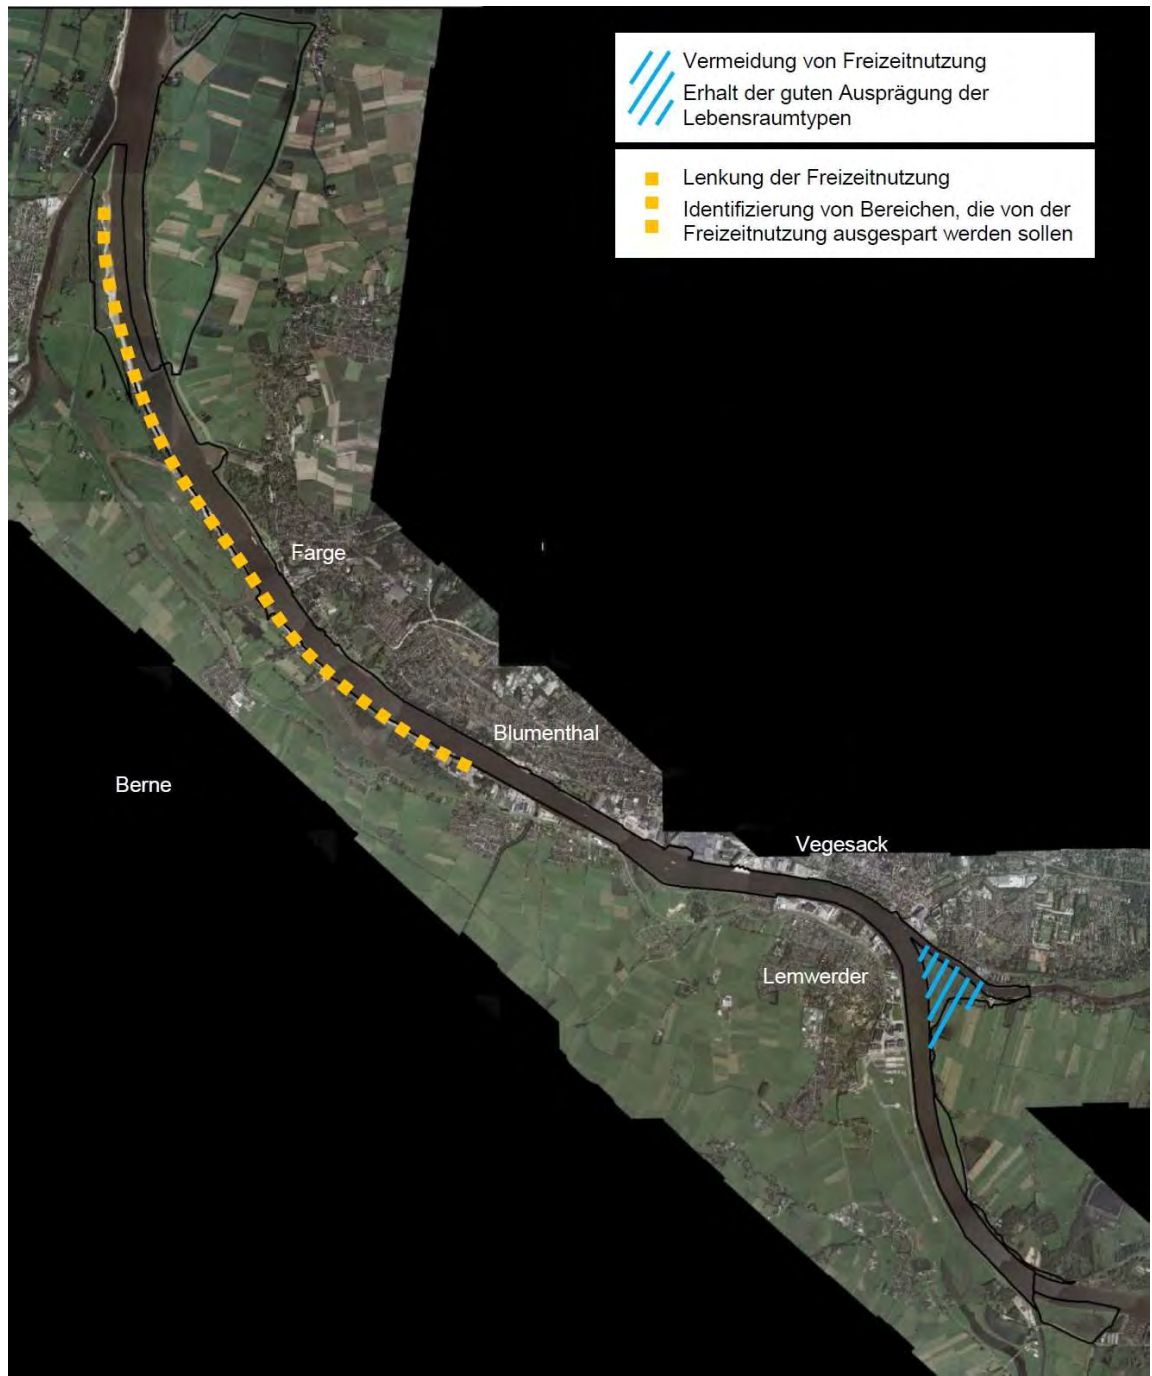 Vermeidung von Freizeitnutzung
Erhalt der guten Ausprägung der
Lebensraumtypen
Lenkung der Freizeitnutzung
Identifizierung von Bereichen, die von der
Freizeitnutzung ausgespart werden sollen
Farge
Blumenthal
Berne
Vegesack
Lemwerder